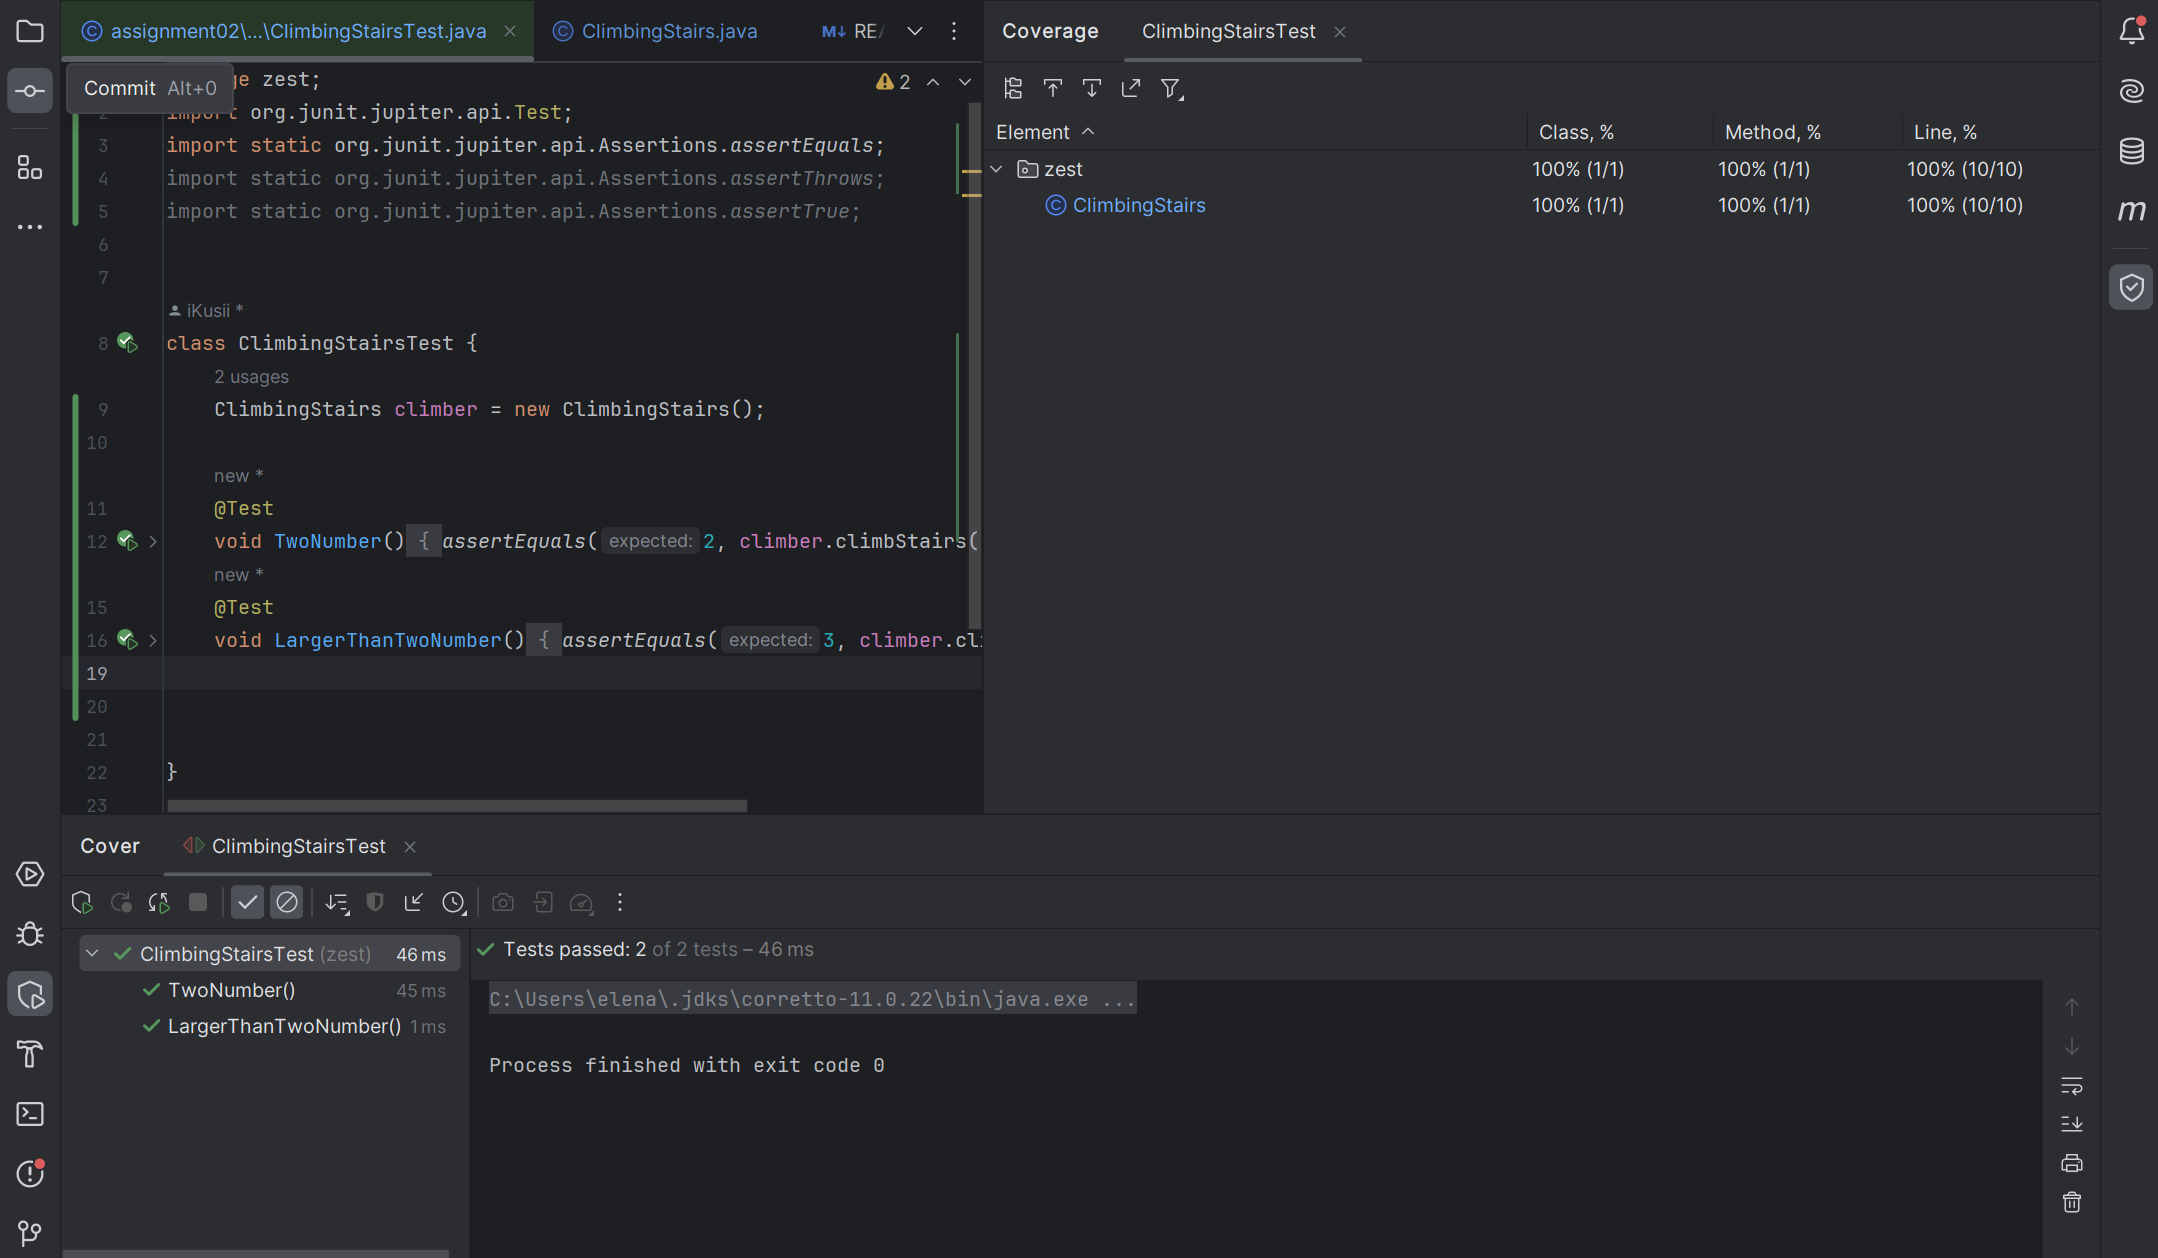 assignment02\...\ClimbingStairsTest.java
ClimbingStairs.java
M↓ REA
Commit Alt+0
ge zest;
2
2 import org.junit.jupiter.api.Test;
3 import static org.junit.jupiter.api.Assertions.assertEquals;
4 import static org.junit.jupiter.api.Assertions.assertThrows;
5 import static org.junit.jupiter.api.Assertions.assertTrue;
6
7
iKusii *
8 class ClimbingStairsTest {
2 usages
9 ClimbingStairs climber = new ClimbingStairs();
10
new *
11 @Test
12 void TwoNumber() { assertEquals( expected: 2, climber.climbStairs(
new *
15 @Test
16 void LargerThanTwoNumber() { assertEquals( expected: 3, climber.cli
19
20
21
22 }
23
Coverage ClimbingStairsTest
Element Class, % Method, % Line, %
zest 100% (1/1) 100% (1/1) 100% (10/10)
ClimbingStairs 100% (1/1) 100% (1/1) 100% (10/10)
m
Cover ClimbingStairsTest
ClimbingStairsTest (zest) 46 ms
TwoNumber() 45 ms
LargerThanTwoNumber() 1 ms
Tests passed: 2 of 2 tests – 46 ms
C:\Users\elena\.jdks\corretto-11.0.22\bin\java.exe ...
Process finished with exit code 0